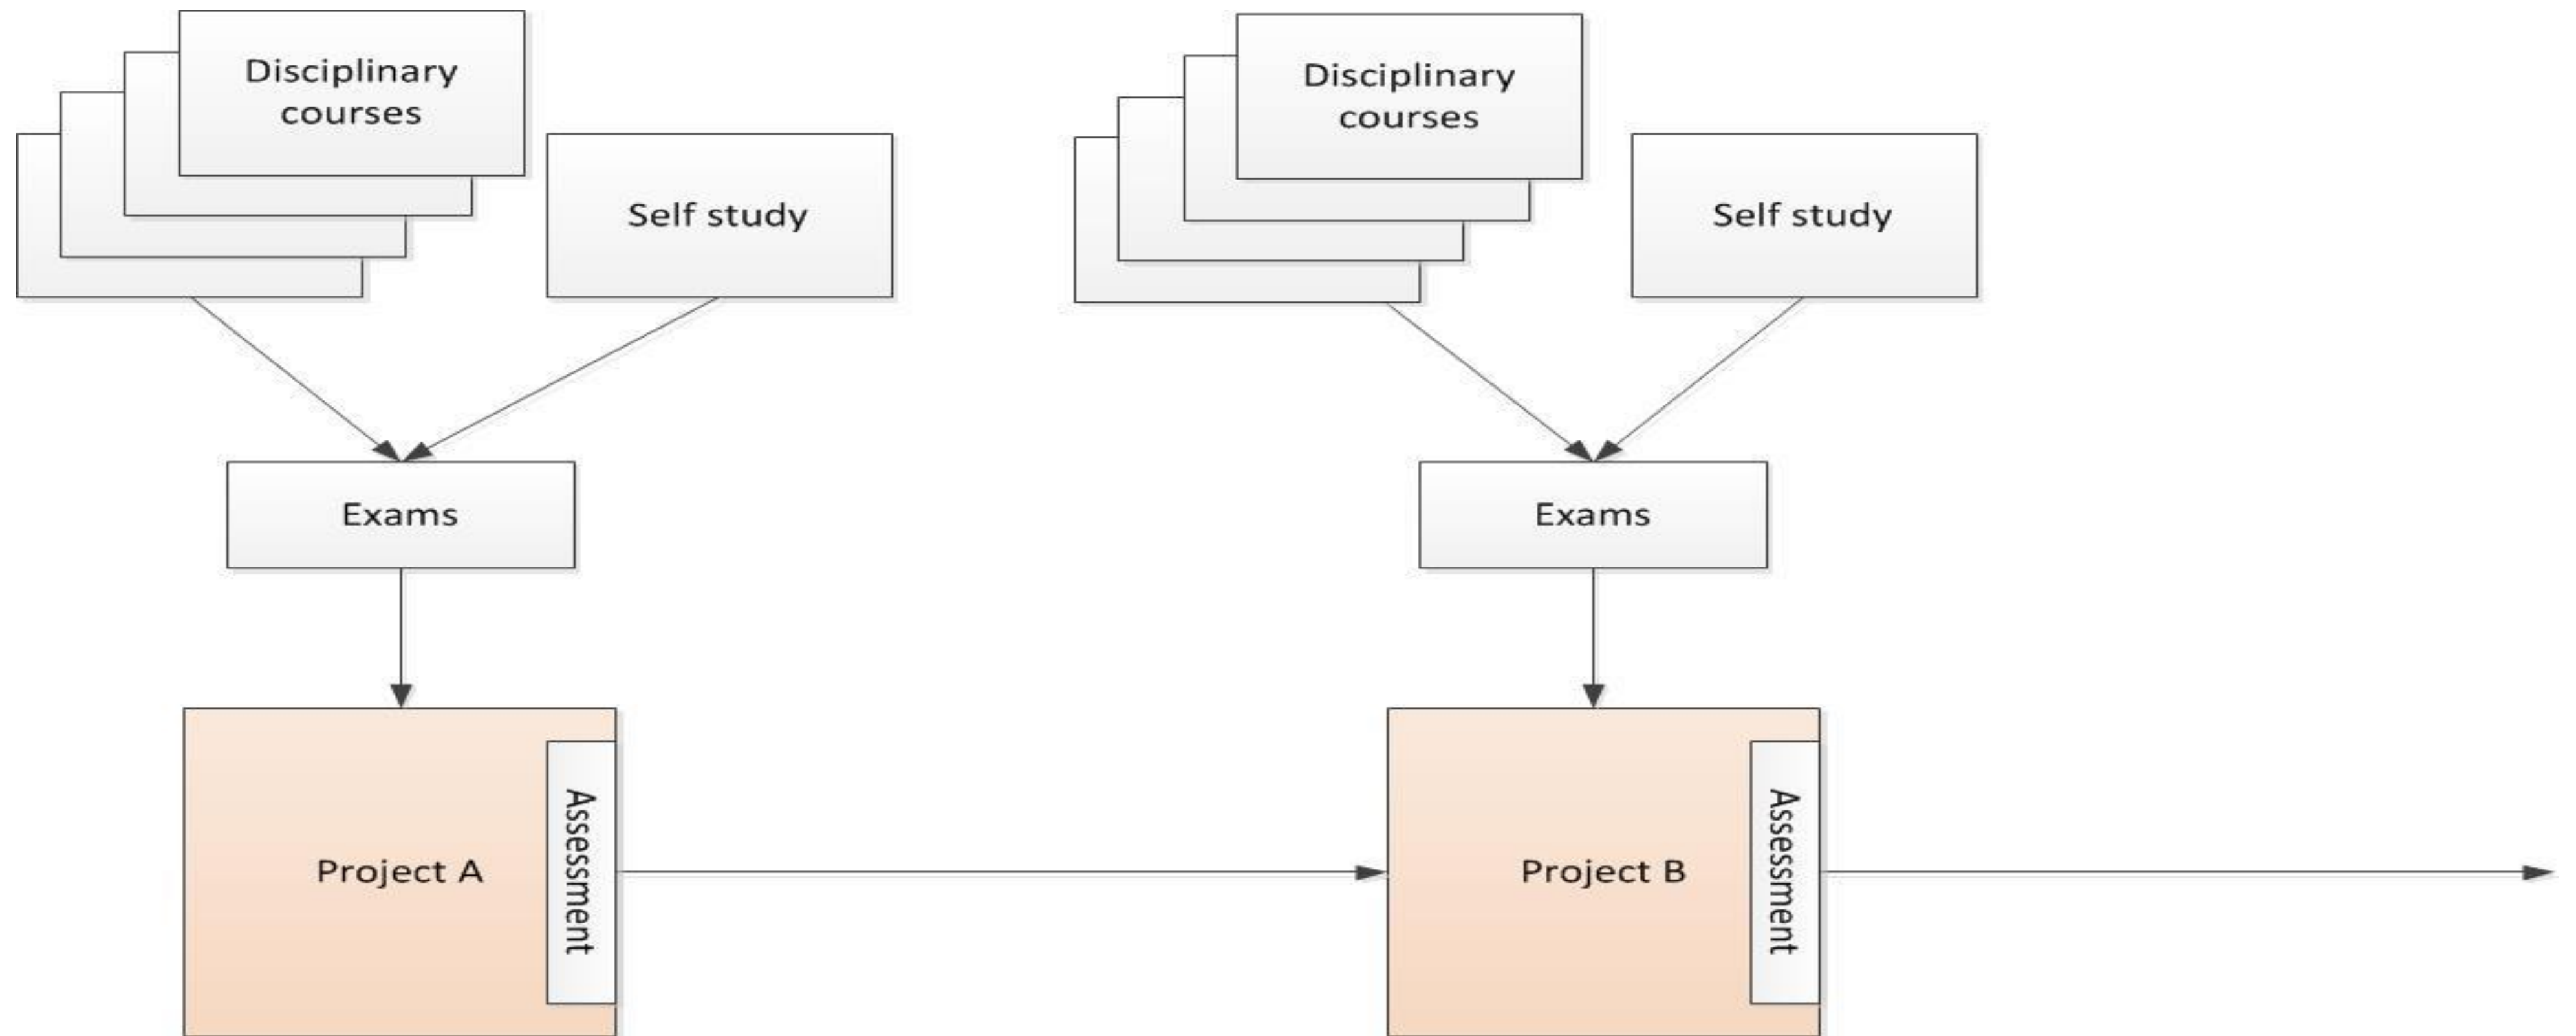 Disciplinary
courses
Self study
Exams
Project A
Assessment
Disciplinary
courses
Self study
Exams
Project B
Assessment